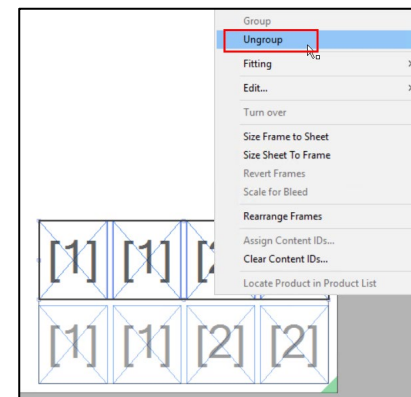 Group
Ungroup
Fitting
Edit...
Turn over
Size Frame to Sheet
Size Sheet To Frame
Revert Frames
Scale for Bleed
Rearrange Frames
Assign Content IDs...
Clear Content IDs...
Locate Product in Product List
[1] [1] [2
[1] [1] [2] [2]